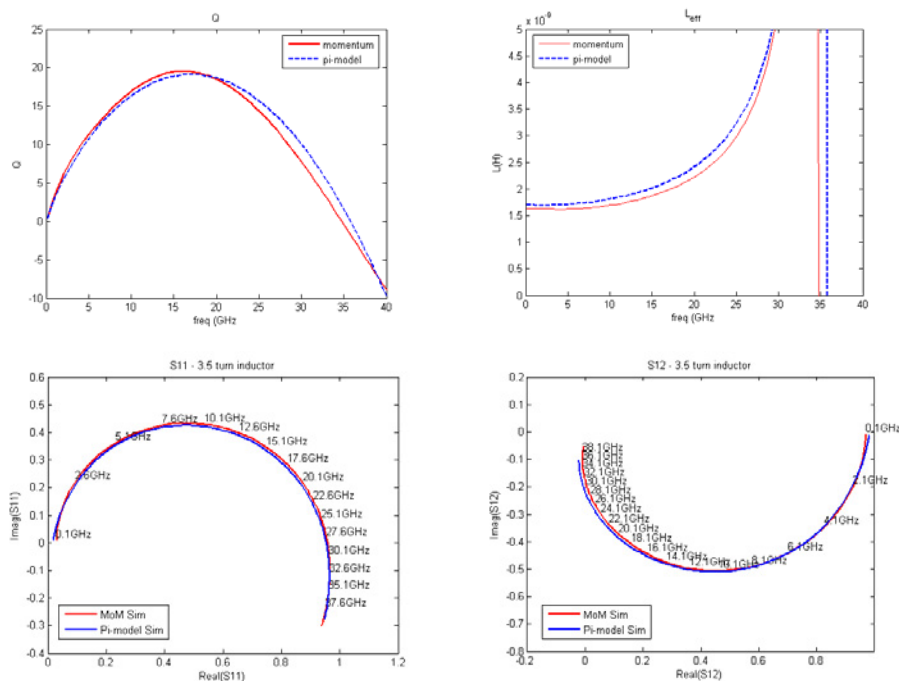 Q
25
20
15
10
5
0
-5
-10
Q
momentum
pi-model
0 5 10 15 20 25 30 35 40
freq (GHz
L_eff
x 10^-9
5
4.5
4
3.5
3
2.5
2
1.5
1
0.5
0
L(H)
momentum
pi-model
0 5 10 15 20 25 30 35 40
freq (GHz
S11 - 3.5 turn inductor
0.6
0.5
0.4
0.3
0.2
0.1
0
-0.1
-0.2
-0.3
-0.4
Imag(S11)
0.1GHz
2.6GHz
5.1GHz
7.6GHz
10.1GHz
12.6GHz
15.1GHz
17.6GHz
20.1GHz
22.6GHz
25.1GHz
27.6GHz
30.1GHz
32.6GHz
35.1GHz
37.6GHz
MoM Sim
Pi-model Sim
0 0.2 0.4 0.6 0.8 1 1.2
Real(S11)
S12 - 3.5 turn inductor
0.2
0.1
0
-0.1
-0.2
-0.3
-0.4
-0.5
-0.6
-0.7
Imag(S12)
0.1GHz
2.1GHz
4.1GHz
6.1GHz
8.1GHz
10.1GHz
12.1GHz
14.1GHz
16.1GHz
18.1GHz
20.1GHz
22.1GHz
24.1GHz
26.1GHz
28.1GHz
30.1GHz
32.1GHz
34.1GHz
38.1GHz
MoM Sim
Pi-model Sim
-0.2 0 0.2 0.4 0.6 0.8
Real(S12)